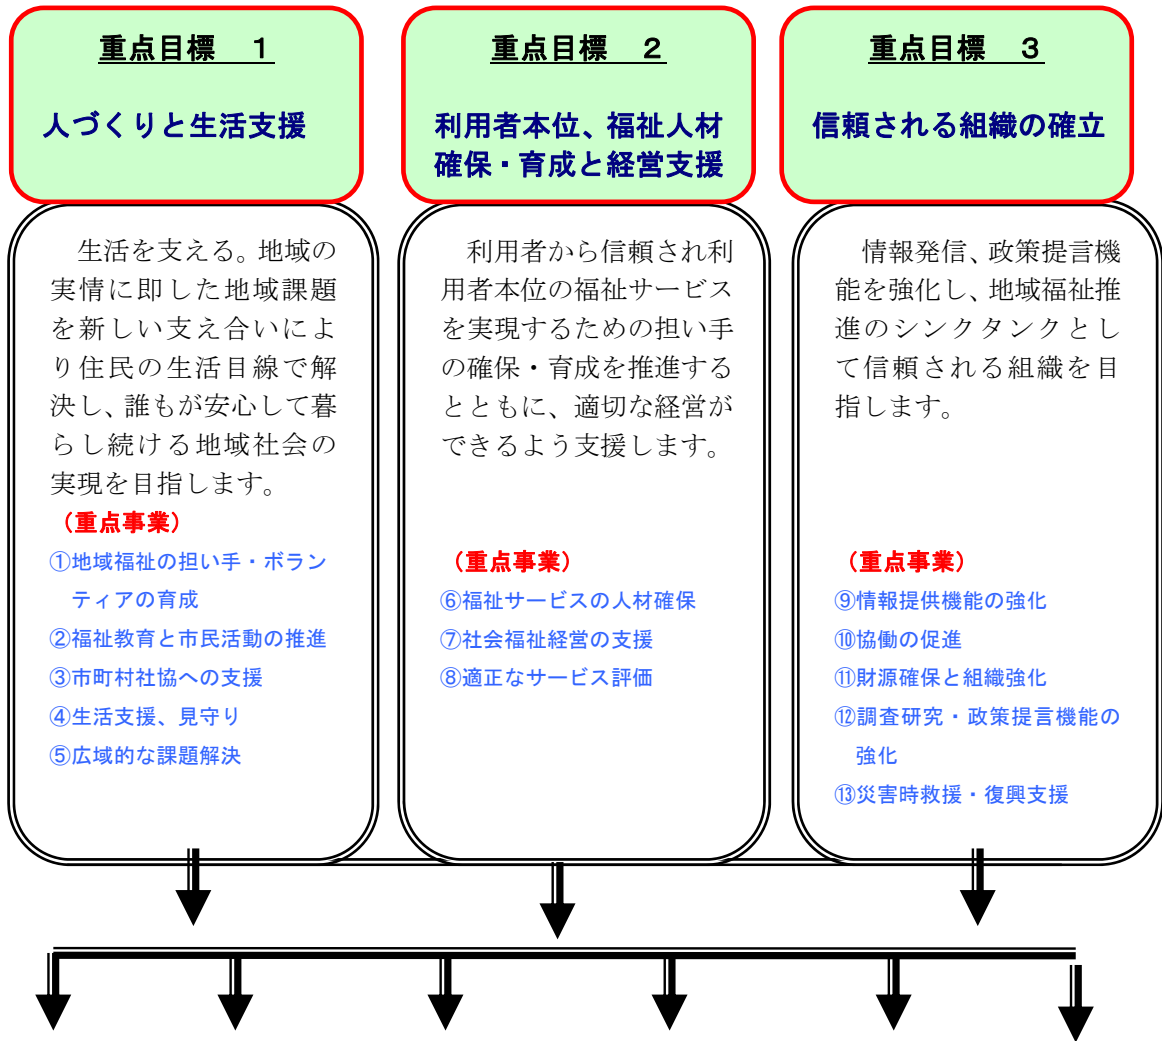 重点目標　１
人づくりと生活支援
生活を支える。地域の
実情に即した地域課題
を新しい支え合いによ
り住民の生活目線で解
決し、誰もが安心して暮
らし続ける地域社会の
実現を目指します。
（重点事業）
①地域福祉の担い手・ボラン
ティアの育成
②福祉教育と市民活動の推進
③市町村社協への支援
④生活支援、見守り
⑤広域的な課題解決
重点目標　２
利用者本位、福祉人材
確保・育成と経営支援
利用者から信頼され利
用者本位の福祉サービス
を実現するための担い手
の確保・育成を推進する
とともに、適切な経営が
できるよう支援します。
（重点事業）
⑥福祉サービスの人材確保
⑦社会福祉経営の支援
⑧適正なサービス評価
重点目標　３
信頼される組織の確立
情報発信、政策提言機
能を強化し、地域福祉推
進のシンクタンクとし
て信頼される組織を目
指します。
（重点事業）
⑨情報提供機能の強化
⑩協働の促進
⑪財源確保と組織強化
⑫調査研究・政策提言機能の
強化
⑬災害時救援・復興支援